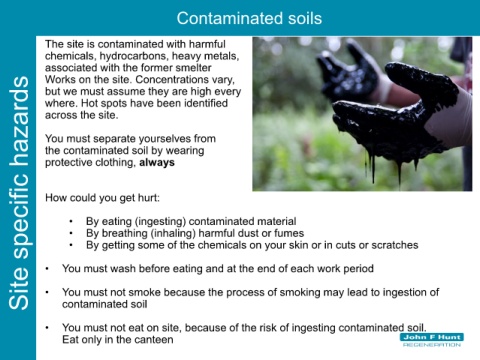 Contaminated soils
Site specific hazards
The site is contaminated with harmful
chemicals, hydrocarbons, heavy metals,
associated with the former smelter
Works on the site. Concentrations vary,
but we must assume they are high every
where. Hot spots have been identified
across the site.
You must separate yourselves from
the contaminated soil by wearing
protective clothing, always
How could you get hurt:
• By eating (ingesting) contaminated material
• By breathing (inhaling) harmful dust or fumes
• By getting some of the chemicals on your skin or in cuts or scratches
• You must wash before eating and at the end of each work period
• You must not smoke because the process of smoking may lead to ingestion of
contaminated soil
• You must not eat on site, because of the risk of ingesting contaminated soil.
Eat only in the canteen
John F Hunt
REGENERATION